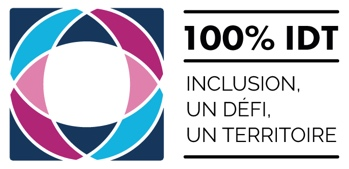 100% IDT
INCLUSION,
UN DÉFI,
UN TERRITOIRE